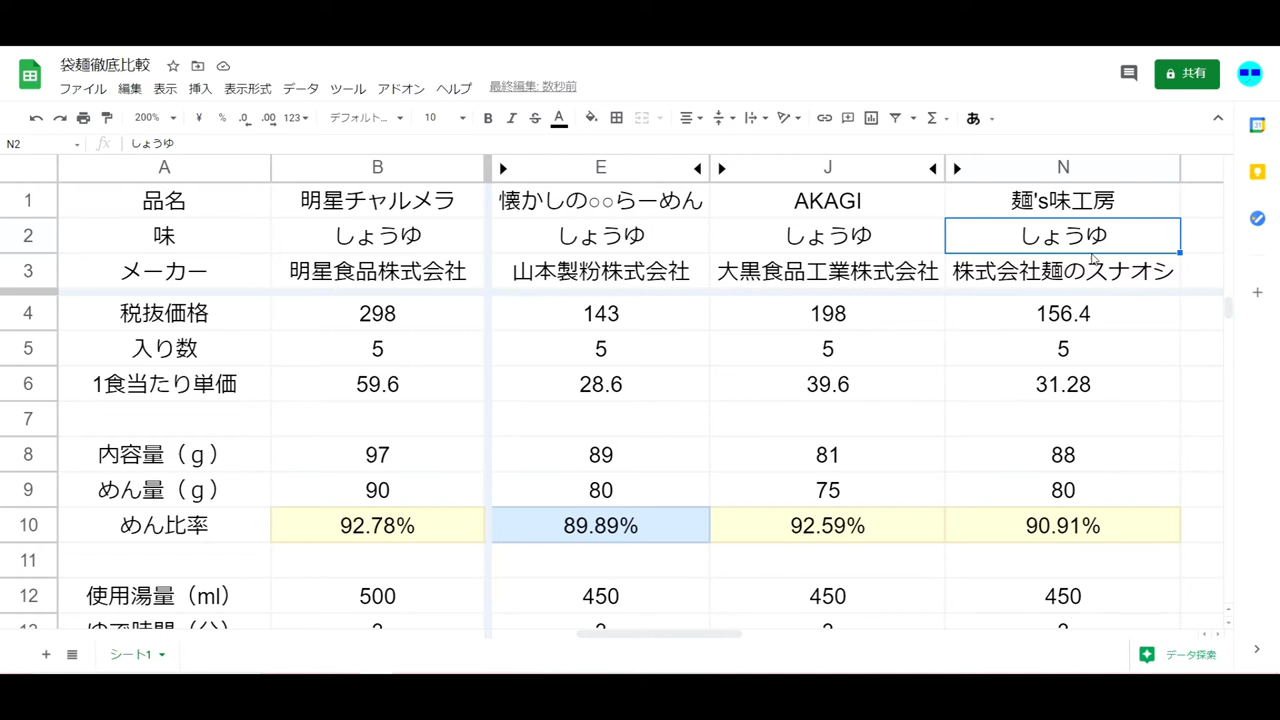 袋麺徹底比較
ファイル 編集 表示 挿入 表示形式 データ ツール アドオン ヘルプ 最終編集: 数秒前
共有
200% ¥ % .0 .00 123 デフォルト... 10 B I S A Σ あ
N2 fx しょうゆ
A B E J N
1 品名 明星チャルメラ 懐かしの○○らーめん AKAGI 麺's味工房
2 味 しょうゆ しょうゆ しょうゆ しょうゆ
3 メーカー 明星食品株式会社 山本製粉株式会社 大黒食品工業株式会社 株式会社麺のスナオシ
4 税抜価格 298 143 198 156.4
5 入り数 5 5 5 5
6 1食当たり単価 59.6 28.6 39.6 31.28
7
8 内容量（ｇ） 97 89 81 88
9 めん量（ｇ） 90 80 75 80
10 めん比率 92.78% 89.89% 92.59% 90.91%
11
12 使用湯量（ml） 500 450 450 450
シート1 データ探索